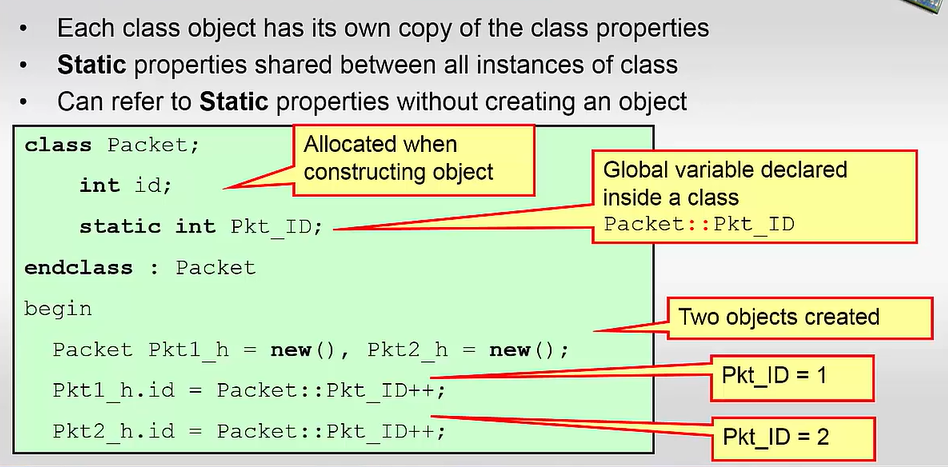 • Each class object has its own copy of the class properties
• Static properties shared between all instances of class
• Can refer to Static properties without creating an object
class Packet;
Allocated when
constructing object
int id;
Global variable declared
inside a class
Packet::Pkt_ID
static int Pkt_ID;
endclass : Packet
begin
Two objects created
Packet Pkt1_h = new(), Pkt2_h = new();
Pkt_ID = 1
Pkt1_h.id = Packet::Pkt_ID++;
Pkt2_h.id = Packet::Pkt_ID++;
Pkt_ID = 2